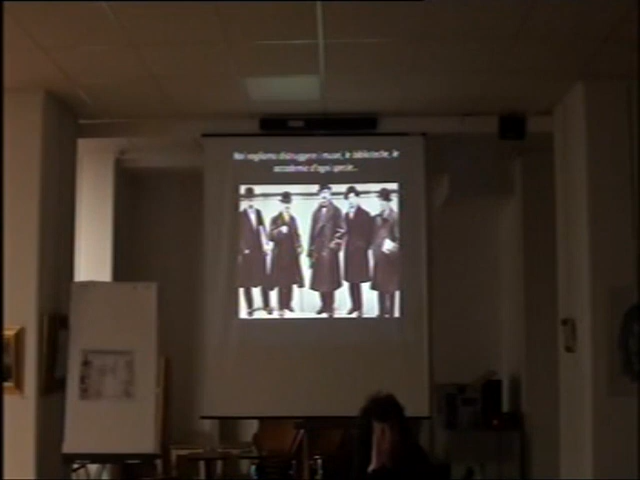 Noi vogliamo distruggere i musei, le biblioteche, le
accademie d'ogni specie...